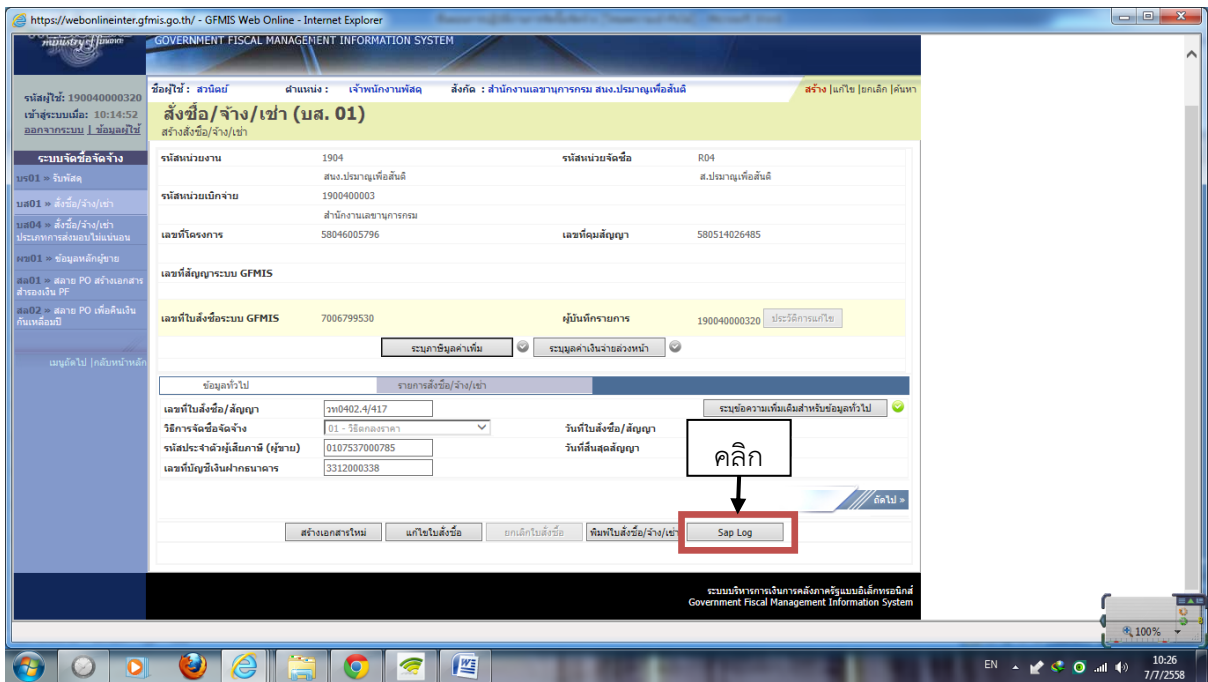 https://webonlineinter.gfmis.go.th/ - GFMIS Web Online - Internet Explorer
ministry of finance
GOVERNMENT FISCAL MANAGEMENT INFORMATION SYSTEM
รหัสผู้ใช้: 190040000320
เข้าสู่ระบบเมื่อ: 10:14:52
ออกจากระบบ | ข้อมูลผู้ใช้
ชื่อผู้ใช้ : สวนิตย์ ตำแหน่ง : เจ้าพนักงานพัสดุ สังกัด : สำนักงานเลขานุการกรม สนง.ปรมาณูเพื่อสันติ
สร้าง |แก้ไข |ยกเลิก |ค้นหา
สั่งซื้อ/จ้าง/เช่า (บส. 01)
สร้างสั่งซื้อ/จ้าง/เช่า
ระบบจัดซื้อจัดจ้าง
บร01 » รับพัสดุ
บส01 » สั่งซื้อ/จ้าง/เช่า
บส04 » สั่งซื้อ/จ้าง/เช่า
ประเภทการส่งมอบไม่แน่นอน
ผข01 » ข้อมูลหลักผู้ขาย
สล01 » สลาย PO สร้างเอกสาร
สำรองเงิน PF
สล02 » สลาย PO เพื่อคืนเงิน
กันเหลื่อมปี
เมนูถัดไป |กลับหน้าหลัก
รหัสหน่วยงาน 1904 รหัสหน่วยจัดซื้อ R04
สนง.ปรมาณูเพื่อสันติ ส.ปรมาณูเพื่อสันติ
รหัสหน่วยเบิกจ่าย 1900400003
สำนักงานเลขานุการกรม
เลขที่โครงการ 58046005796 เลขที่คุมสัญญา 580514026485
เลขที่สัญญาระบบ GFMIS
เลขที่ใบสั่งซื้อระบบ GFMIS 7006799530 ผู้บันทึกรายการ 190040000320 ประวัติการแก้ไข
ระบุภาษีมูลค่าเพิ่ม ระบุมูลค่าเงินจ่ายล่วงหน้า
ข้อมูลทั่วไป รายการสั่งซื้อ/จ้าง/เช่า
เลขที่ใบสั่งซื้อ/สัญญา วท0402.4/417 ระบุข้อความเพิ่มเติมสำหรับข้อมูลทั่วไป
วิธีการจัดซื้อจัดจ้าง 01 - วิธีตกลงราคา วันที่ใบสั่งซื้อ/สัญญา
รหัสประจำตัวผู้เสียภาษี (ผู้ขาย) 0107537000785 วันที่สิ้นสุดสัญญา
เลขที่บัญชีเงินฝากธนาคาร 3312000338
คลิก
ถัดไป »
สร้างเอกสารใหม่ แก้ไขใบสั่งซื้อ ยกเลิกใบสั่งซื้อ พิมพ์ใบสั่งซื้อ/จ้าง/เช่า Sap Log
ระบบบริหารการเงินการคลังภาครัฐแบบอิเล็กทรอนิกส์
Government Fiscal Management Information System
100%
EN
10:26
7/7/2558